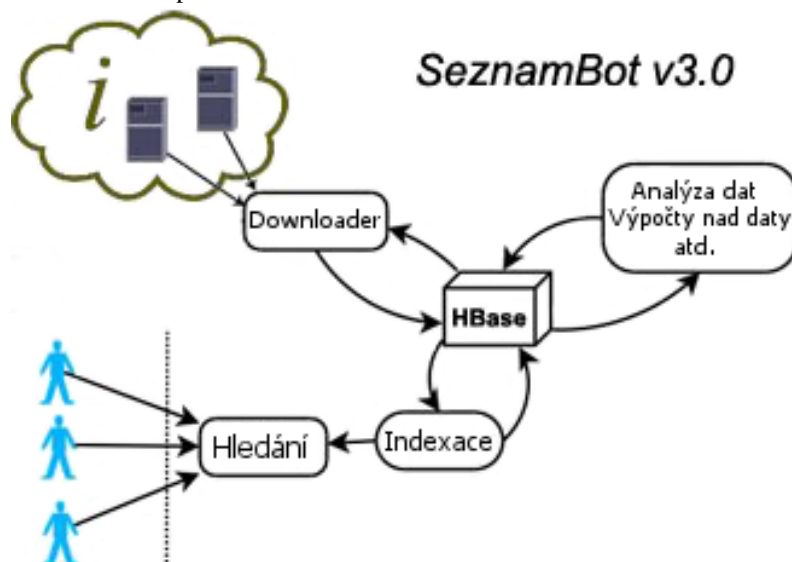 SeznamBot v3.0
i
Downloader
Analýza dat
Výpočty nad daty
atd.
HBase
Hledání
Indexace